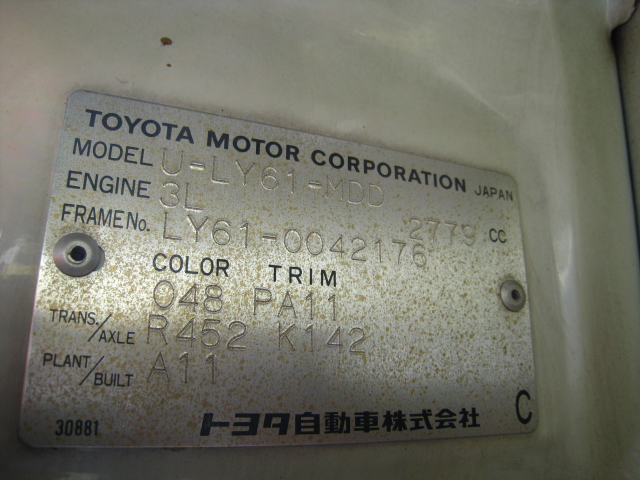 TOYOTA MOTOR CORPORATION JAPAN
MODEL U-LY61-MDD
ENGINE 3L 2779 CC
FRAME No. LY61-0042176
COLOR TRIM
048 PA11
TRANS./AXLE R452 K142
PLANT/BUILT A11
30881 トヨタ自動車株式会社 C